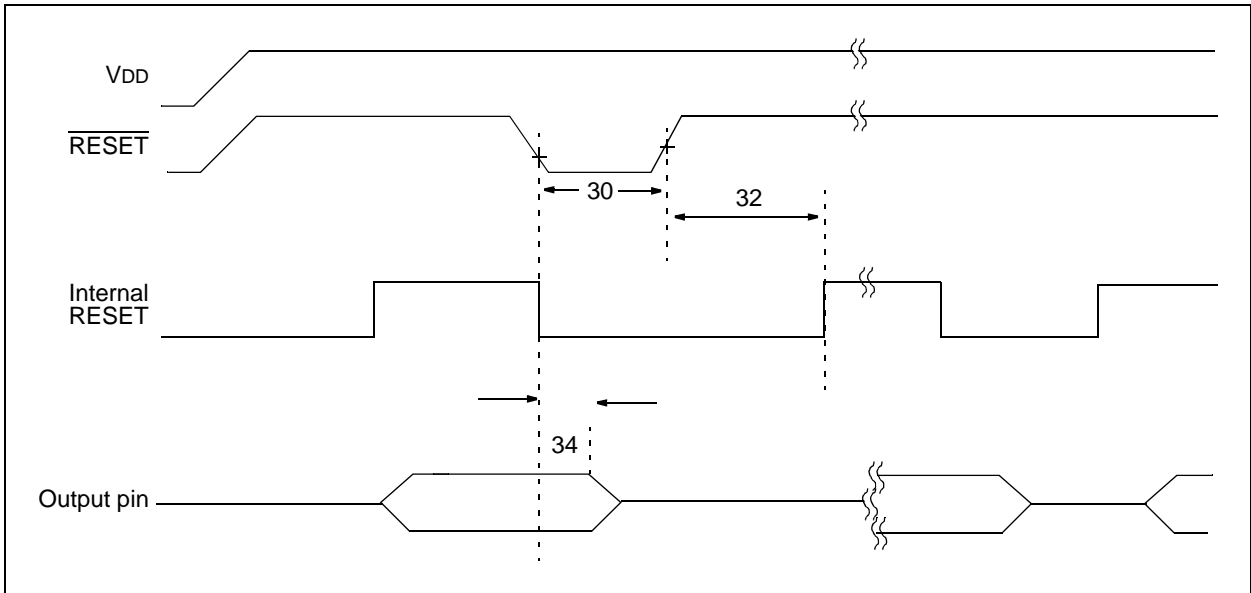 VDD
RESET
30
32
Internal
RESET
34
Output pin